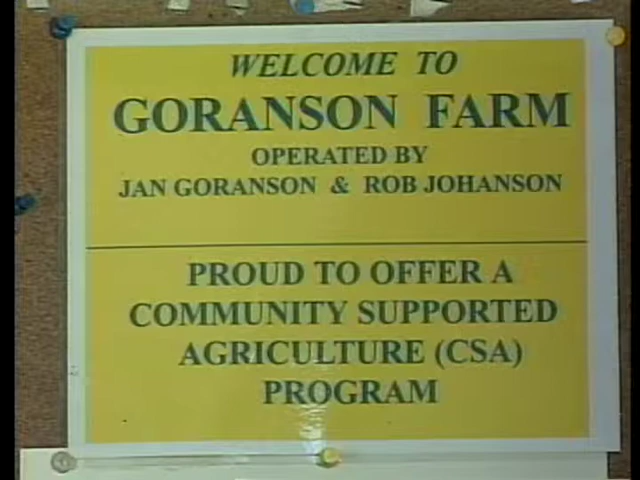 WELCOME TO
GORANSON FARM
OPERATED BY
JAN GORANSON & ROB JOHANSON
PROUD TO OFFER A
COMMUNITY SUPPORTED
AGRICULTURE (CSA)
PROGRAM